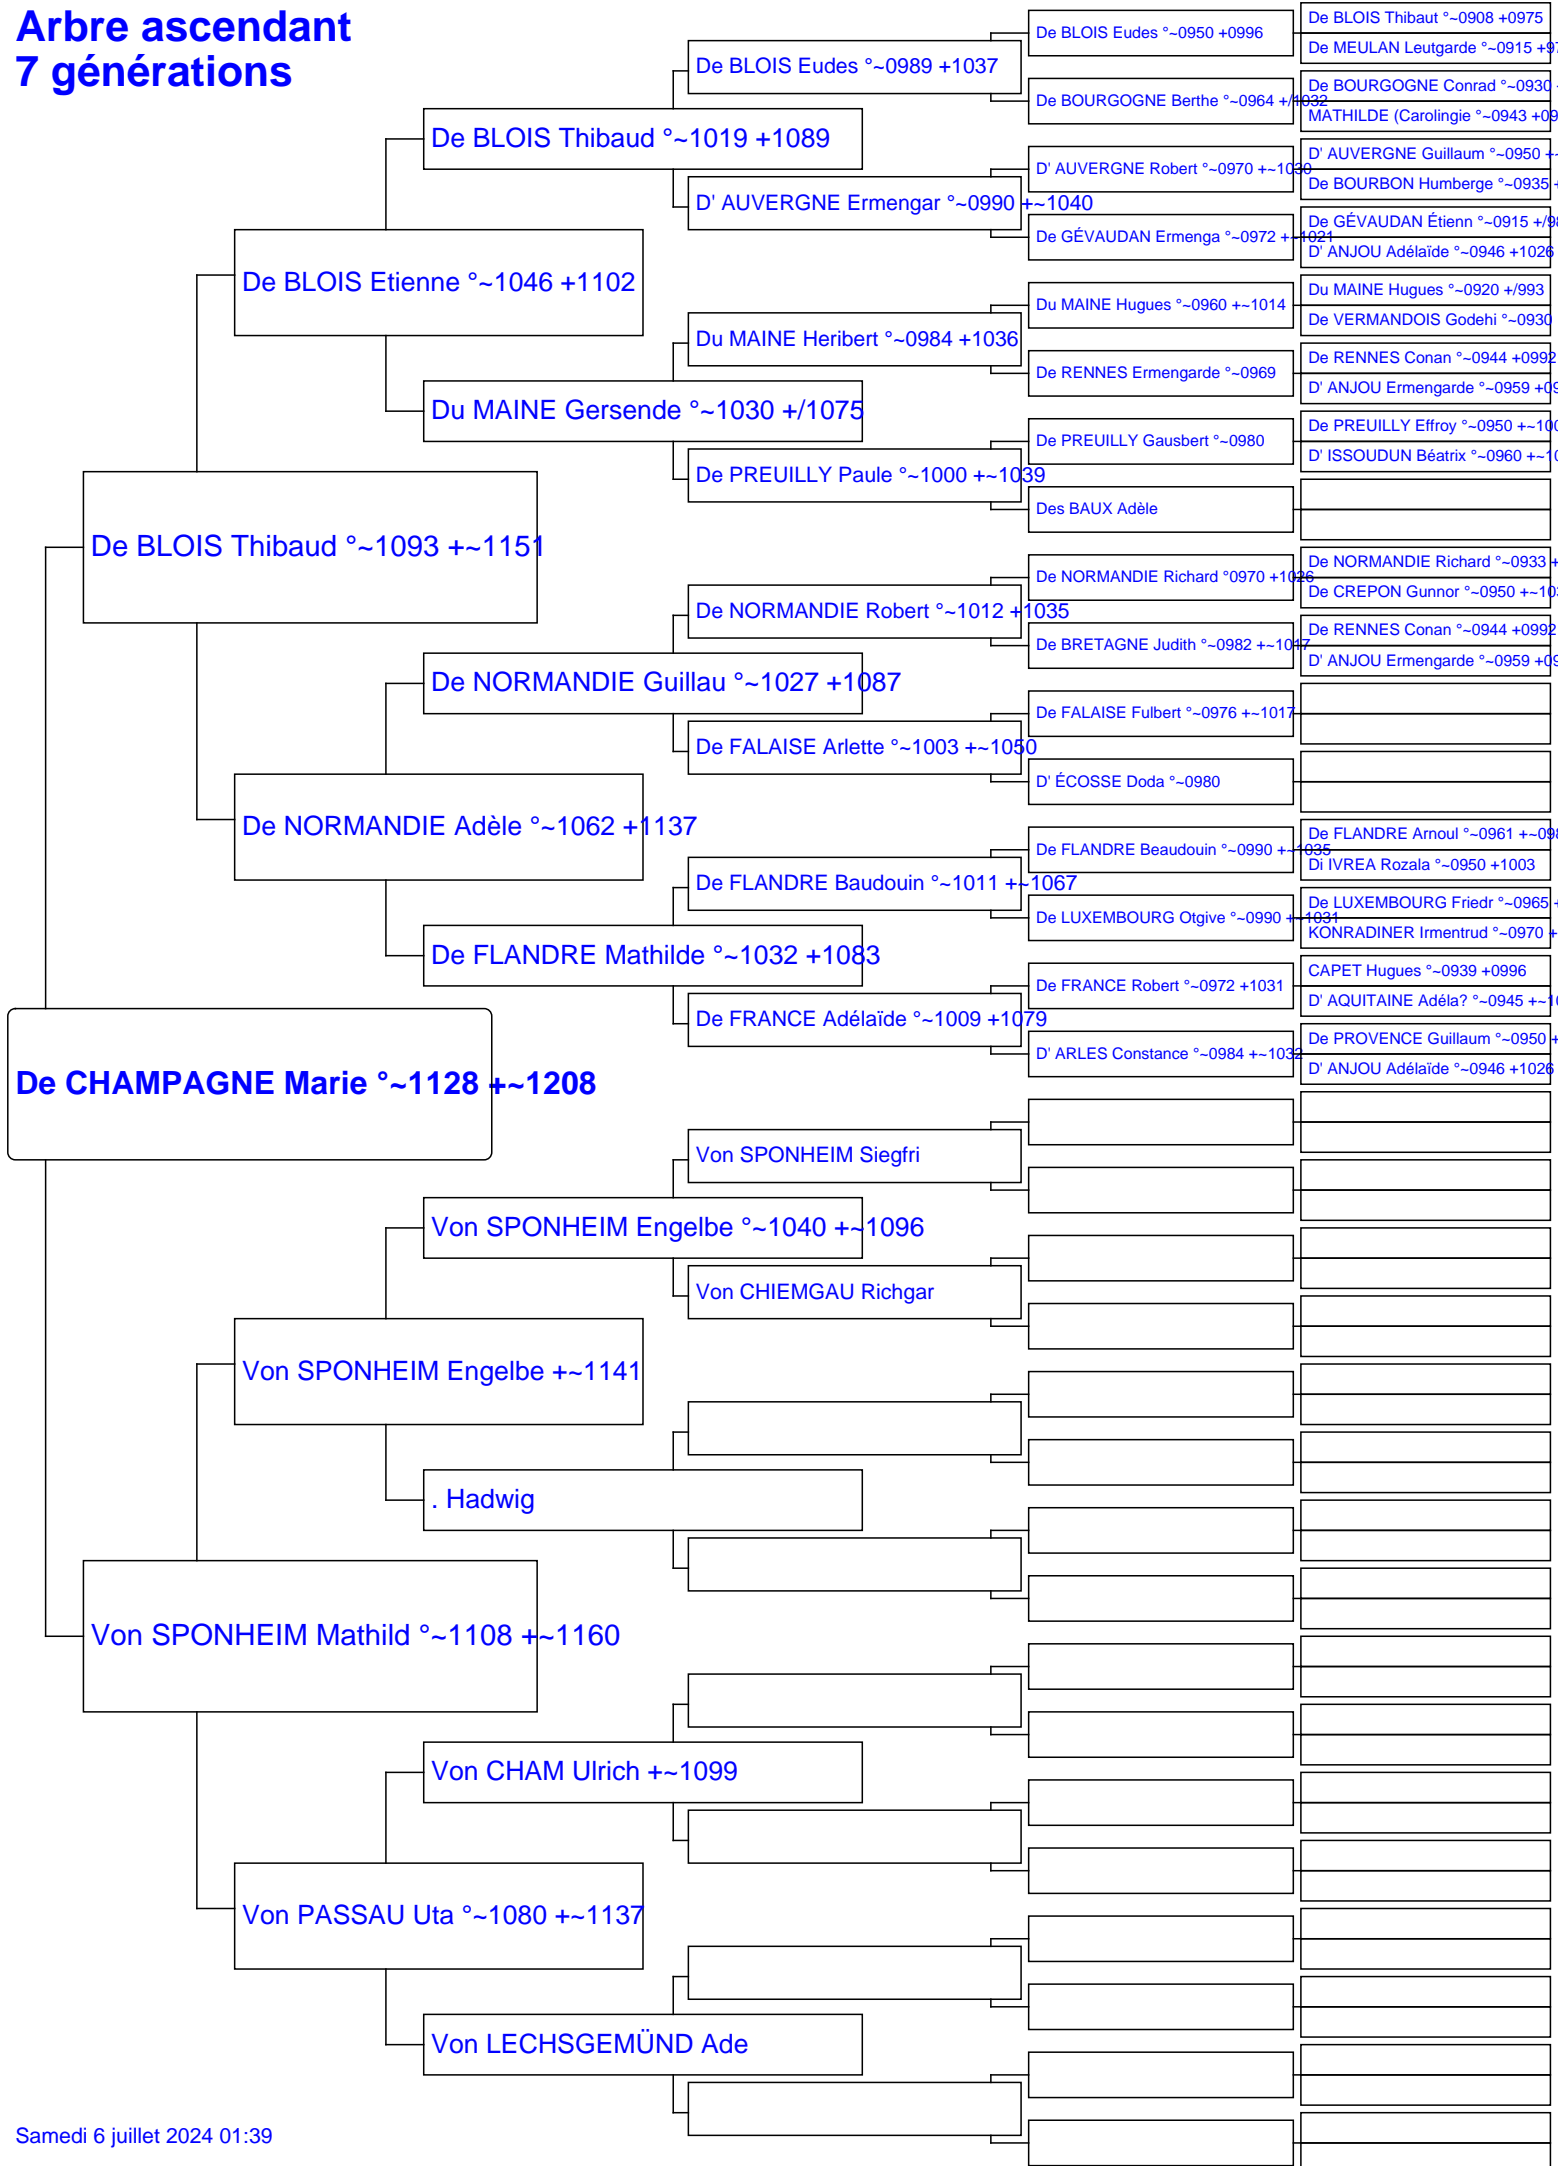 Arbre ascendant
7 générations
De BLOIS Thibaut °~0908 +0975
De BLOIS Eudes °~0950 +0996
De MEULAN Leutgarde °~0915 +97
De BLOIS Eudes °~0989 +1037
De BOURGOGNE Conrad °~0930 +
De BOURGOGNE Berthe °~0964 +/1032
MATHILDE (Carolingie °~0943 +09
De BLOIS Thibaud °~1019 +1089
D' AUVERGNE Guillaum °~0950 +~
D' AUVERGNE Robert °~0970 +~1030
De BOURBON Humberge °~0935 +
D' AUVERGNE Ermengar °~0990 +~1040
De GÉVAUDAN Étienn °~0915 +/98
De GÉVAUDAN Ermenga °~0972 +~1021
D' ANJOU Adélaïde °~0946 +1026
De BLOIS Etienne °~1046 +1102
Du MAINE Hugues °~0920 +/993
Du MAINE Hugues °~0960 +~1014
De VERMANDOIS Godehi °~0930
Du MAINE Heribert °~0984 +1036
De RENNES Conan °~0944 +0992
De RENNES Ermengarde °~0969
D' ANJOU Ermengarde °~0959 +09
Du MAINE Gersende °~1030 +/1075
De PREUILLY Effroy °~0950 +~100
De PREUILLY Gausbert °~0980
D' ISSOUDUN Béatrix °~0960 +~10
De PREUILLY Paule °~1000 +~1039
Des BAUX Adèle
De BLOIS Thibaud °~1093 +~1151
De NORMANDIE Richard °~0933 +
De NORMANDIE Richard °0970 +1026
De CREPON Gunnor °~0950 +~103
De NORMANDIE Robert °~1012 +1035
De RENNES Conan °~0944 +0992
De BRETAGNE Judith °~0982 +~1017
D' ANJOU Ermengarde °~0959 +09
De NORMANDIE Guillau °~1027 +1087
De FALAISE Fulbert °~0976 +~1017
De FALAISE Arlette °~1003 +~1050
D' ÉCOSSE Doda °~0980
De NORMANDIE Adèle °~1062 +1137
De FLANDRE Arnoul °~0961 +~098
De FLANDRE Beaudouin °~0990 +~1035
Di IVREA Rozala °~0950 +1003
De FLANDRE Baudouin °~1011 +~1067
De LUXEMBOURG Friedr °~0965 +
De LUXEMBOURG Otgive °~0990 +~1031
KONRADINER Irmentrud °~0970 +
De FLANDRE Mathilde °~1032 +1083
CAPET Hugues °~0939 +0996
De FRANCE Robert °~0972 +1031
D' AQUITAINE Adéla? °~0945 +~10
De FRANCE Adélaïde °~1009 +1079
De PROVENCE Guillaum °~0950 +
D' ARLES Constance °~0984 +~1032
D' ANJOU Adélaïde °~0946 +1026
De CHAMPAGNE Marie °~1128 +~1208
Von SPONHEIM Siegfri
Von SPONHEIM Engelbe °~1040 +~1096
Von CHIEMGAU Richgar
Von SPONHEIM Engelbe +~1141
. Hadwig
Von SPONHEIM Mathild °~1108 +~1160
Von CHAM Ulrich +~1099
Von PASSAU Uta °~1080 +~1137
Von LECHSGEMÜND Ade
Samedi 6 juillet 2024 01:39